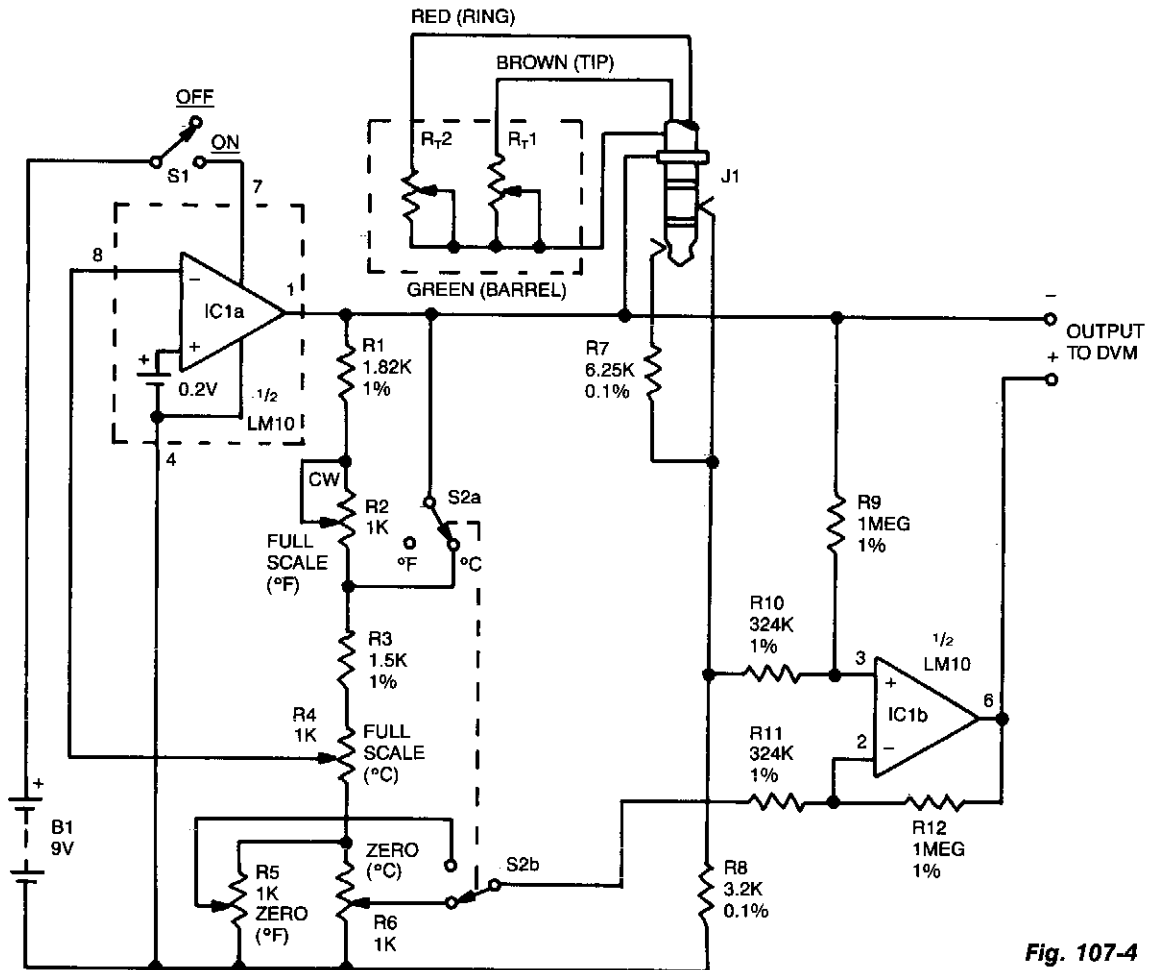 RED (RING)
BROWN (TIP)
OFF
ON
S1
7
RT2
RT1
J1
8
−
IC1a
1
+
+
0.2V
1/2
LM10
4
GREEN (BARREL)
−
OUTPUT
TO DVM
+
R1
1.82K
1%
R7
6.25K
0.1%
CW
R2
1K
FULL
SCALE
(°F)
S2a
°F
°C
R9
1MEG
1%
R3
1.5K
1%
R10
324K
1%
1/2
LM10
3
+
IC1b
6
2
−
R4
1K
FULL
SCALE
(°C)
R11
324K
1%
R12
1MEG
1%
+
B1
9V
R5
1K
ZERO
(°F)
ZERO
(°C)
R6
1K
S2b
R8
3.2K
0.1%
Fig. 107-4